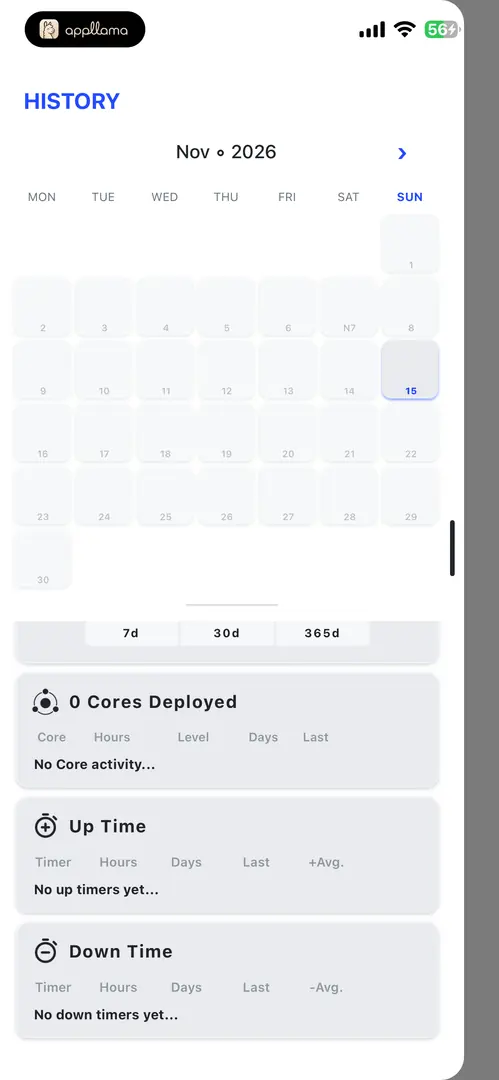 appllama
56
HISTORY
Nov ∘ 2026
›
MON TUE WED THU FRI SAT SUN
1
2 3 4 5 6 N7 8
9 10 11 12 13 14 15
16 17 18 19 20 21 22
23 24 25 26 27 28 29
30
7d 30d 365d
0 Cores Deployed
Core Hours Level Days Last
No Core activity...
Up Time
Timer Hours Days Last +Avg.
No up timers yet...
Down Time
Timer Hours Days Last -Avg.
No down timers yet...